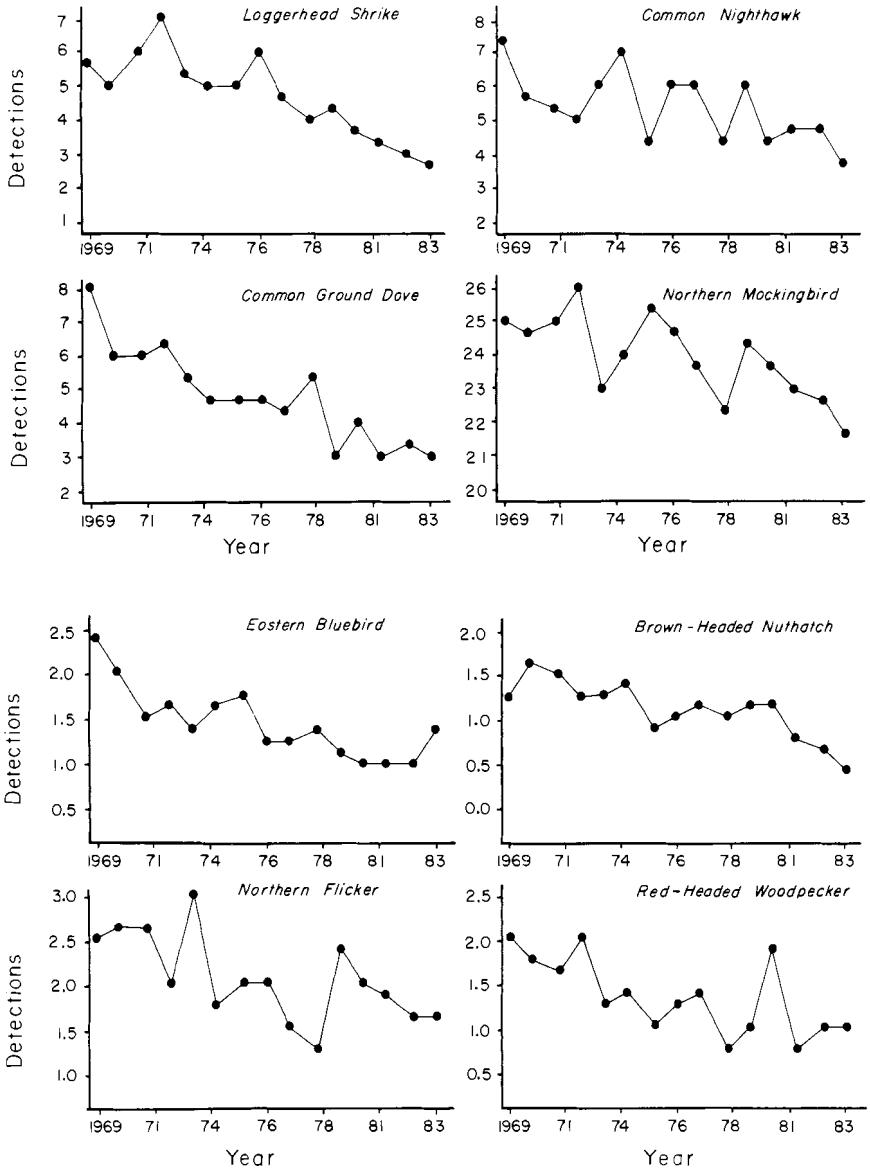 Loggerhead Shrike
Detections
7
6
5
4
3
2
1
1969 71 74 76 78 81 83
Common Nighthawk
8
7
6
5
4
3
2
1969 71 74 76 78 81 83
Common Ground Dove
Detections
8
7
6
5
4
3
2
1969 71 74 76 78 81 83
Year
Northern Mockingbird
26
25
24
23
22
21
20
1969 71 74 76 78 81 83
Year
Eastern Bluebird
Detections
2.5
2.0
1.5
1.0
0.5
1969 71 74 76 78 81 83
Brown-Headed Nuthatch
2.0
1.5
1.0
0.5
0.0
1969 71 74 76 78 81 83
Northern Flicker
Detections
3.0
2.5
2.0
1.5
1.0
1969 71 74 76 78 81 83
Year
Red-Headed Woodpecker
2.5
2.0
1.5
1.0
0.5
1969 71 74 76 78 81 83
Year